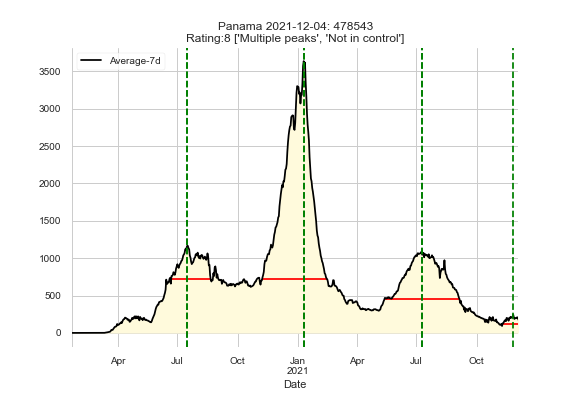 Panama 2021-12-04: 478543
Rating:8 ['Multiple peaks', 'Not in control']
Average-7d
3500
3000
2500
2000
1500
1000
500
0
Apr Jul Oct Jan Apr Jul Oct
2021
Date